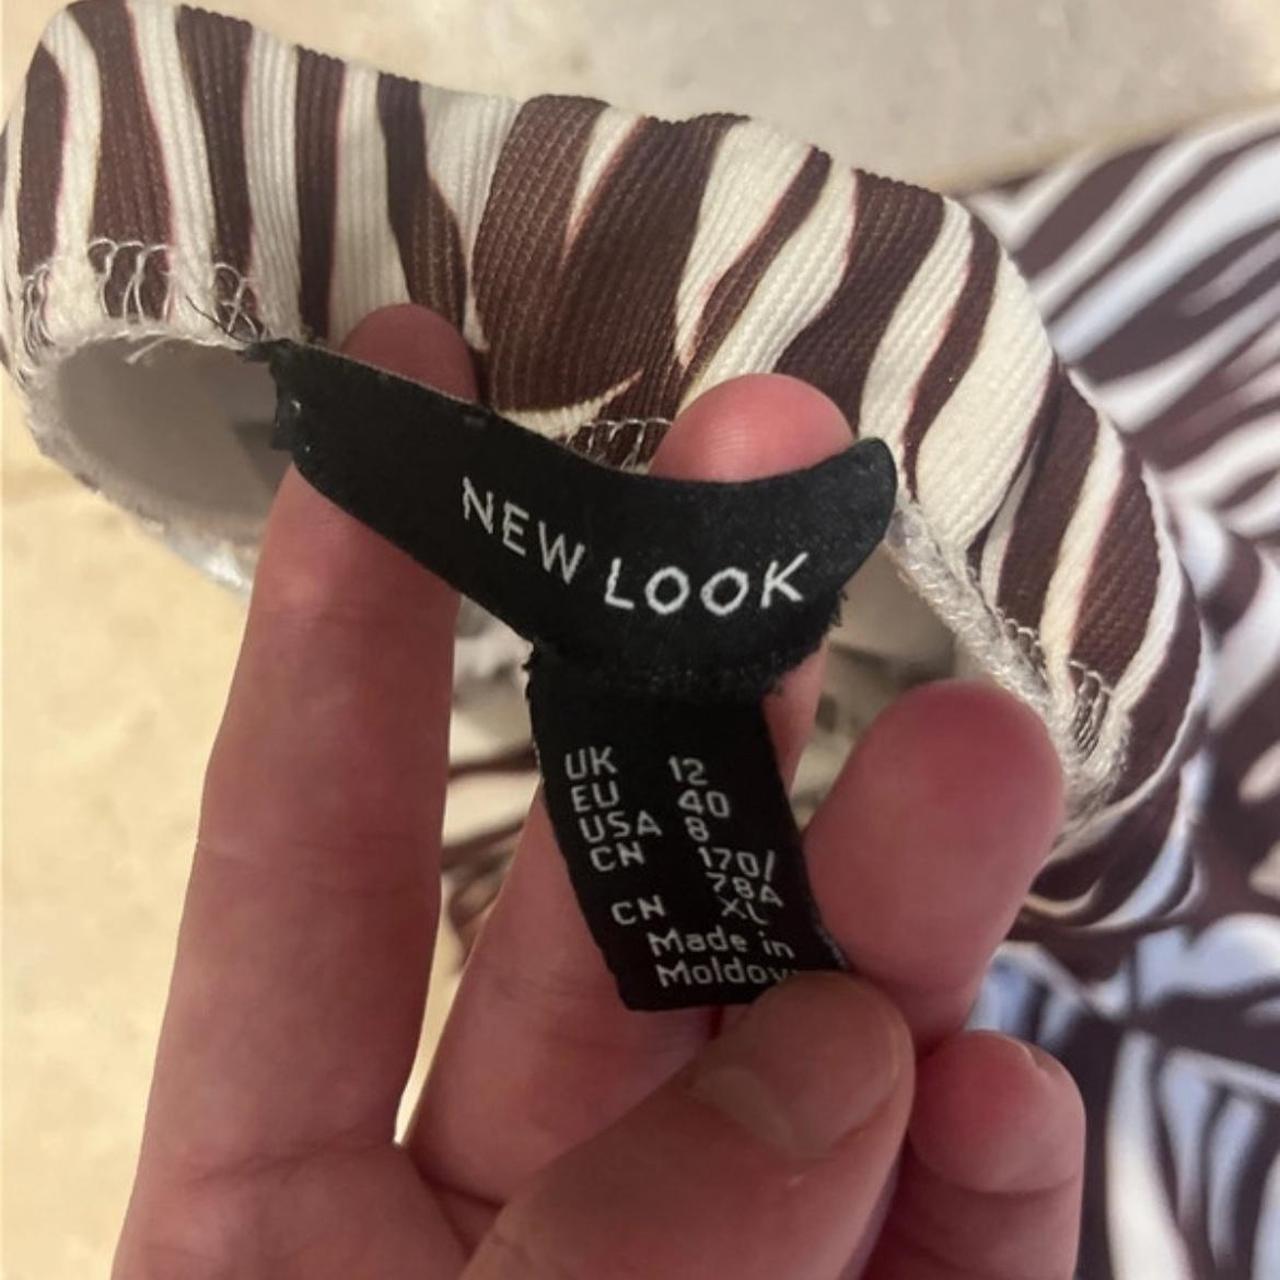 NEW LOOK
UK 12
EU 40
USA 8
CN 170/
78A
CN XL
Made in
Moldov